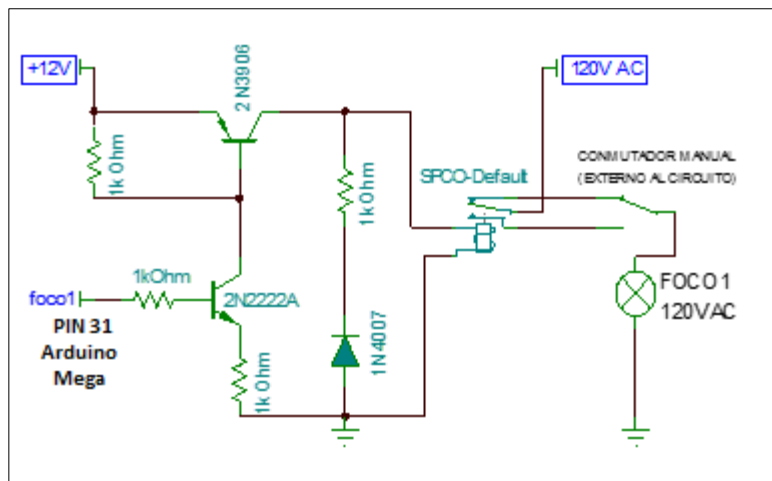 +12V
2N3906
120V AC
1k Ohm
1k Ohm
SPCO-Default
CONMUTADOR MANUAL
(EXTERNO AL CIRCUITO)
foco1
1kOhm
2N2222A
PIN 31
Arduino
Mega
1k Ohm
1N4007
FOCO 1
120VAC